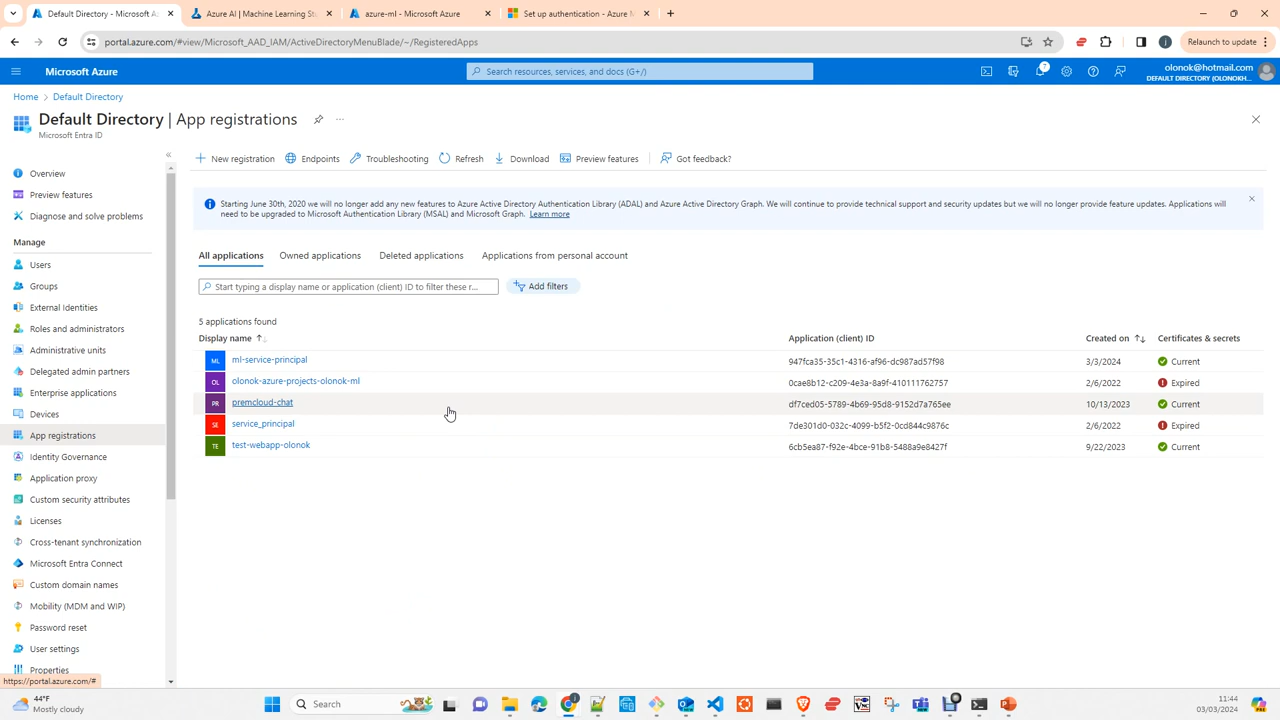 Default Directory - Microsoft Az
Azure AI | Machine Learning Stu
azure-ml - Microsoft Azure
Set up authentication - Azure M
portal.azure.com/#view/Microsoft_AAD_IAM/ActiveDirectoryMenuBlade/~/RegisteredApps
Relaunch to update
Microsoft Azure
Search resources, services, and docs (G+/)
7
olonok@hotmail.com
DEFAULT DIRECTORY (OLONOKH...
Home > Default Directory
Default Directory | App registrations
Microsoft Entra ID
New registration
Endpoints
Troubleshooting
Refresh
Download
Preview features
Got feedback?
Overview
Preview features
Diagnose and solve problems
Manage
Users
Groups
External Identities
Roles and administrators
Administrative units
Delegated admin partners
Enterprise applications
Devices
App registrations
Identity Governance
Application proxy
Custom security attributes
Licenses
Cross-tenant synchronization
Microsoft Entra Connect
Custom domain names
Mobility (MDM and WIP)
Password reset
User settings
Properties
Starting June 30th, 2020 we will no longer add any new features to Azure Active Directory Authentication Library (ADAL) and Azure Active Directory Graph. We will continue to provide technical support and security updates but we will no longer provide feature updates. Applications will
need to be upgraded to Microsoft Authentication Library (MSAL) and Microsoft Graph. Learn more
All applications
Owned applications
Deleted applications
Applications from personal account
Start typing a display name or application (client) ID to filter these r...
Add filters
5 applications found
Display name
Application (client) ID
Created on
Certificates & secrets
ML ml-service-principal 947fca35-35c1-4316-af96-dc987ad57f98 3/3/2024 Current
OL olonok-azure-projects-olonok-ml 0cae8b12-c209-4e3a-8a9f-410111762757 2/6/2022 Expired
PR premcloud-chat df7ced05-5789-4b69-95d8-9152d7a765ee 10/13/2023 Current
SE service_principal 7de301d0-032c-4099-b5f2-0cd844c9876c 2/6/2022 Expired
TE test-webapp-olonok 6cb5ea87-f92e-4bce-91b8-5488a9e8427f 9/22/2023 Current
https://portal.azure.com/#
44°F
Mostly cloudy
Search
11:44
03/03/2024